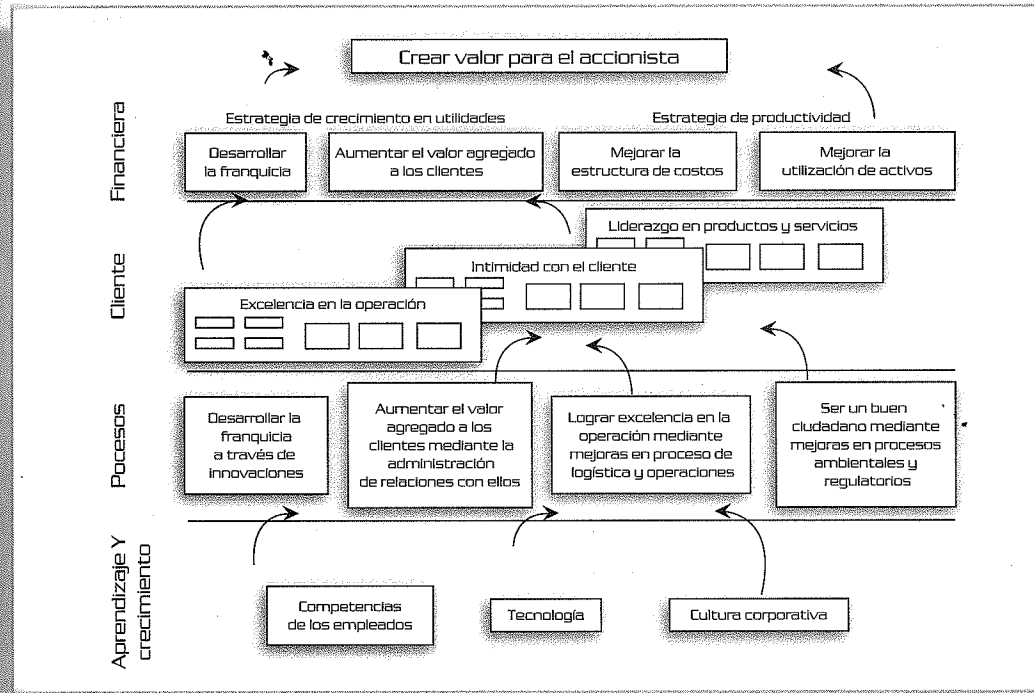 Crear valor para el accionista
Financiera
Estrategia de crecimiento en utilidades
Estrategia de productividad
Desarrollar
la franquicia
Aumentar el valor agregado
a los clientes
Mejorar la
estructura de costos
Mejorar la
utilización de activos
Cliente
Liderazgo en productos y servicios
Intimidad con el cliente
Excelencia en la operación
Pocesos
Desarrollar la
franquicia
a través de
innovaciones
Aumentar el valor
agregado a los
clientes mediante la
administración
de relaciones con ellos
Lograr excelencia en la
operación mediante
mejoras en proceso de
logística y operaciones
Ser un buen
ciudadano mediante
mejoras en procesos
ambientales y
regulatorios
Aprendizaje Y
crecimiento
Competencias
de los empleados
Tecnología
Cultura corporativa